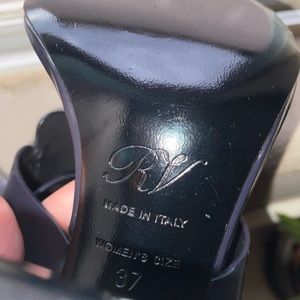 RV
MADE IN ITALY
WOMEN'S SIZE
37